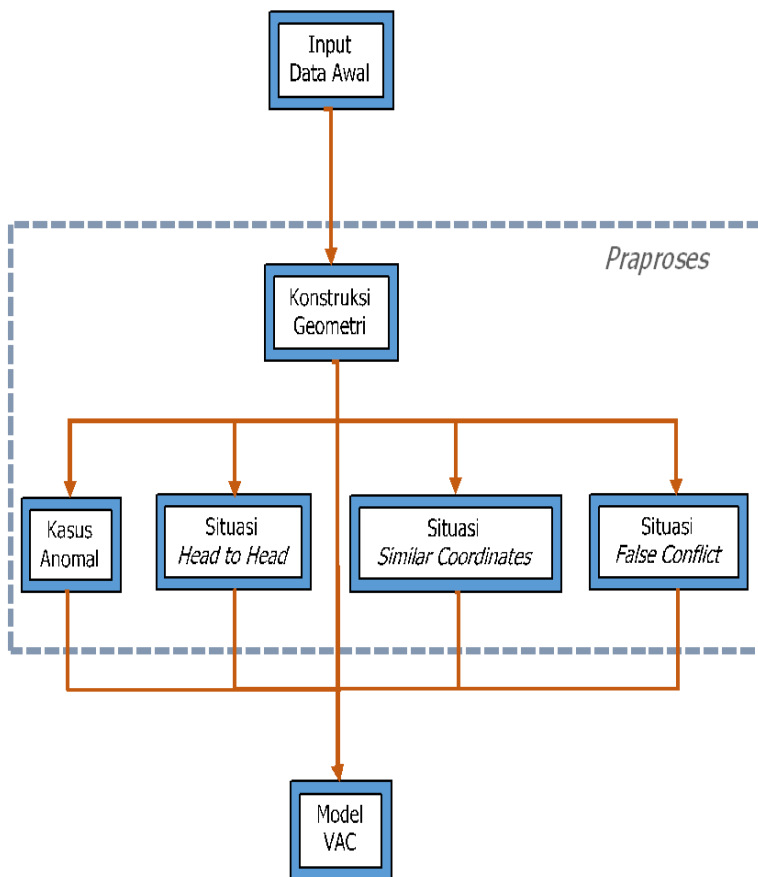 Input
Data Awal
Praproses
Konstruksi
Geometri
Kasus
Anomal
Situasi
Head to Head
Situasi
Similar Coordinates
Situasi
False Conflict
Model
VAC